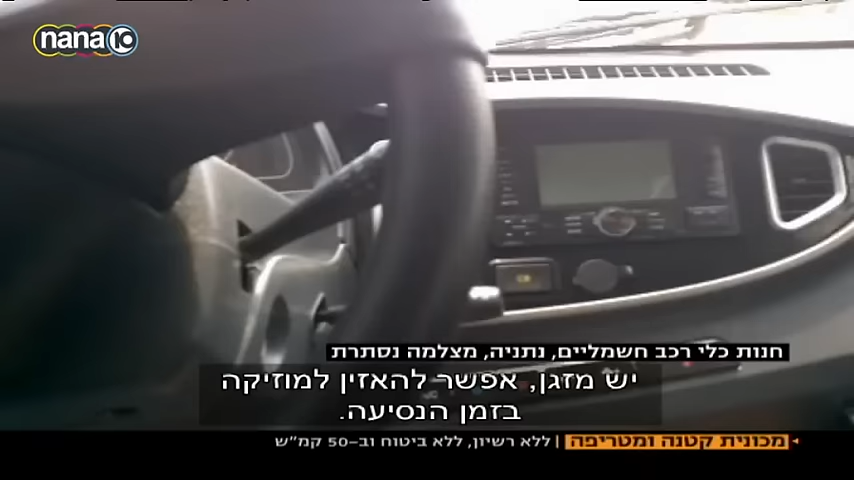 nana10
חנות כלי רכב חשמליים, נתניה, מצלמה נסתרת
יש מזגן, אפשר להאזין למוזיקה
בזמן הנסיעה.
מכונית קטנה ומטריפה | ללא רשיון, ללא ביטוח וב-50 קמ"ש